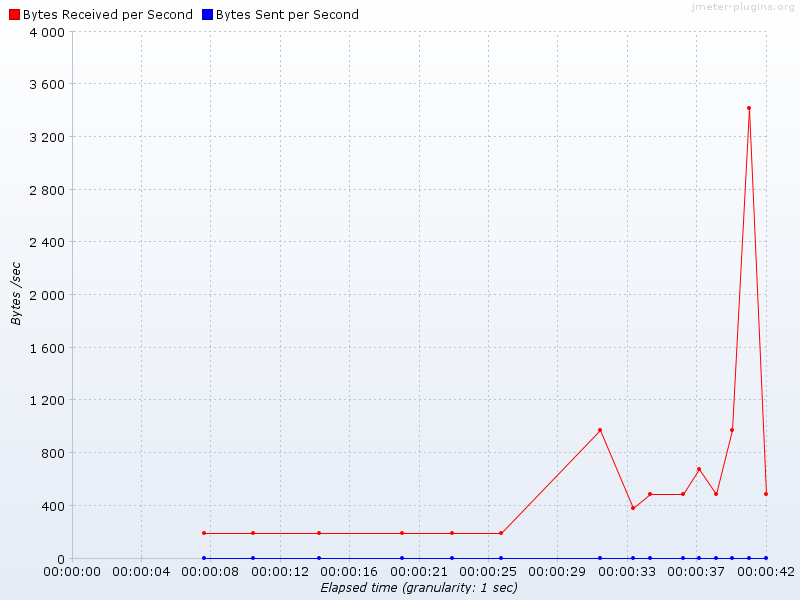 jmeter-plugins.org
Bytes Received per Second Bytes Sent per Second
4 000
3 600
3 200
2 800
2 400
2 000
1 600
1 200
800
400
0
Bytes /sec
00:00:00 00:00:04 00:00:08 00:00:12 00:00:16 00:00:21 00:00:25 00:00:29 00:00:33 00:00:37 00:00:42
Elapsed time (granularity: 1 sec)